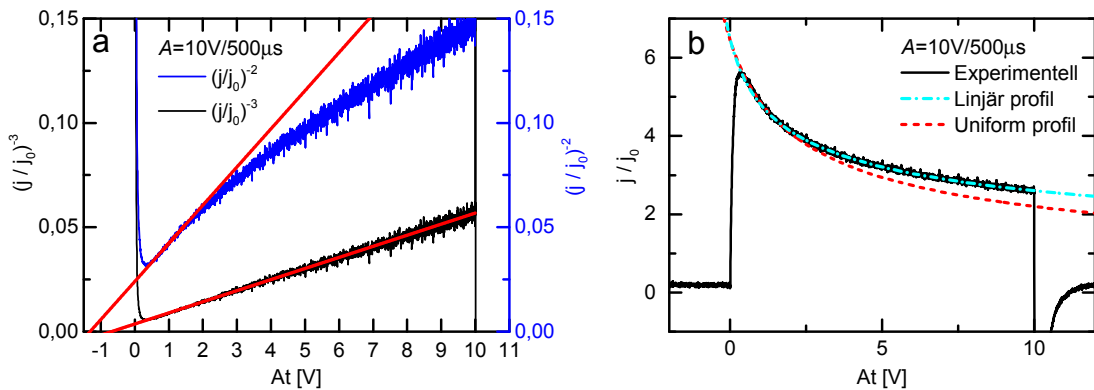 a
A=10V/500μs
(j/j₀)⁻²
(j/j₀)⁻³
(j / j₀)⁻³
0,15
0,10
0,05
0,00
-1 0 1 2 3 4 5 6 7 8 9 10 11
At [V]
0,15
0,10
0,05
0,00
(j / j₀)⁻²
b
A=10V/500μs
Experimentell
Linjär profil
Uniform profil
j / j₀
6
4
2
0
0 5 10
At [V]